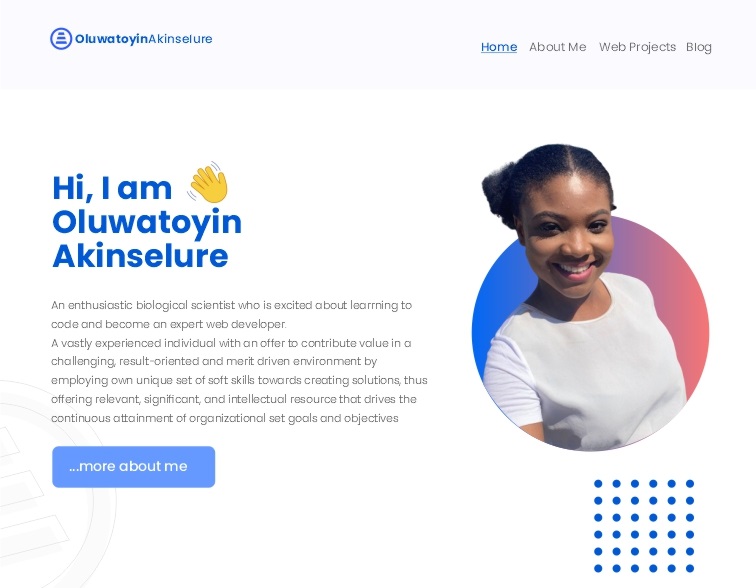 OluwatoyinAkinselure
Home About Me Web Projects Blog
Hi, I am
Oluwatoyin
Akinselure
An enthusiastic biological scientist who is excited about learrning to
code and become an expert web developer.
A vastly experienced individual with an offer to contribute value in a
challenging, result-oriented and merit driven environment by
employing own unique set of soft skills towards creating solutions, thus
offering relevant, significant, and intellectual resource that drives the
continuous attainment of organizational set goals and objectives
...more about me